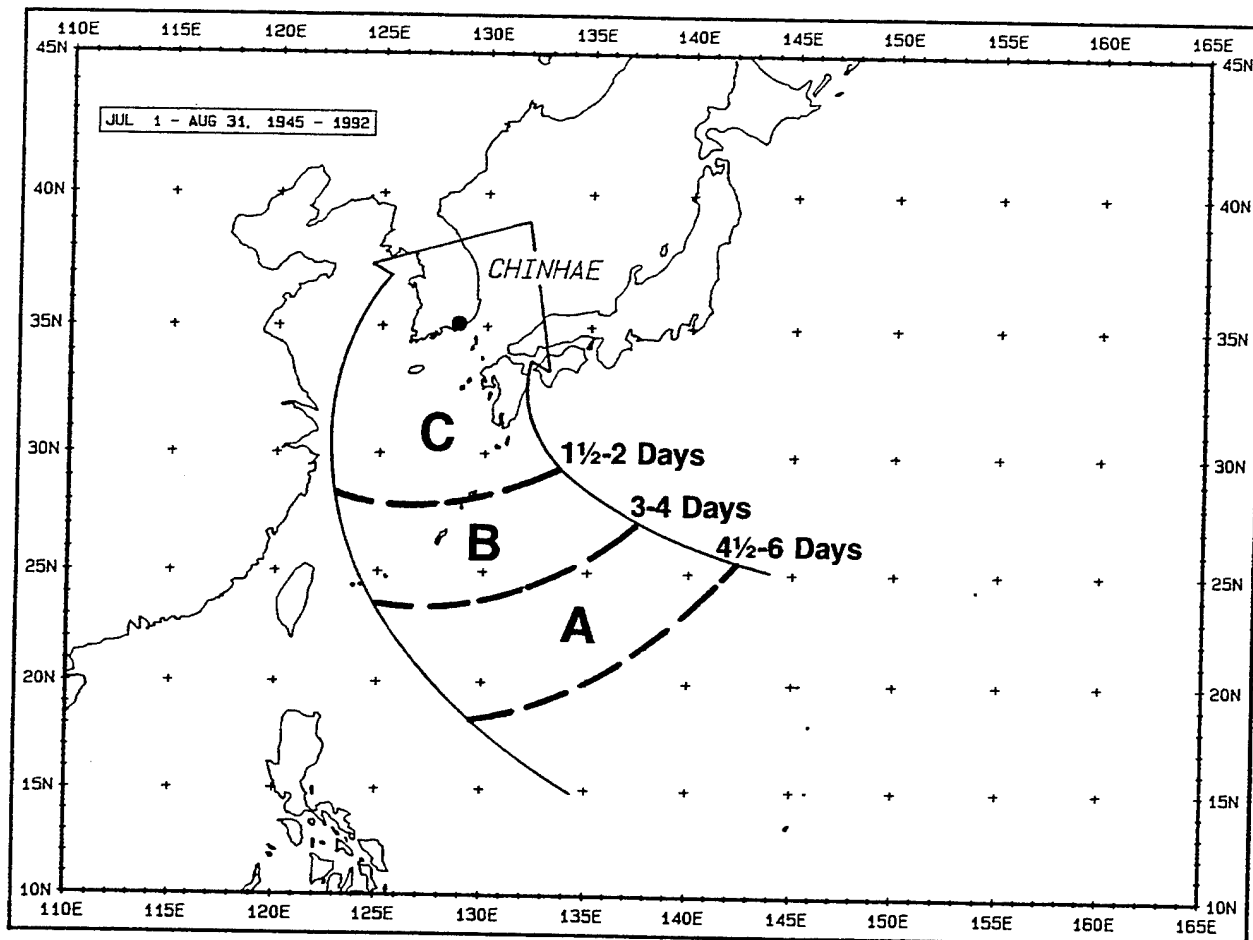 110E 115E 120E 125E 130E 135E 140E 145E 150E 155E 160E 165E
45N 45N
JUL 1 - AUG 31, 1945 - 1992
40N 40N
CHINHAE
35N 35N
C
30N 1½-2 Days 30N
3-4 Days
B 4½-6 Days
25N 25N
A
20N 20N
15N 15N
10N 10N
110E 115E 120E 125E 130E 135E 140E 145E 150E 155E 160E 165E